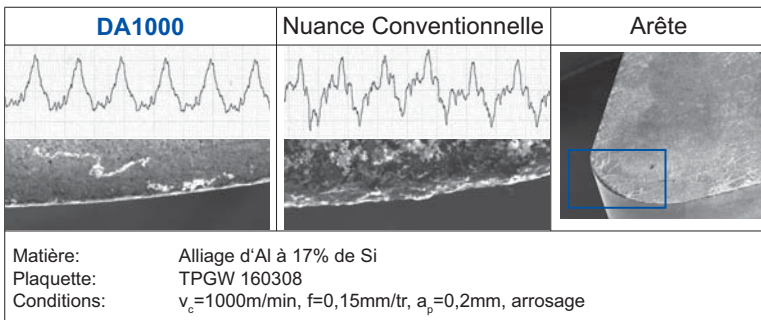 DA1000
Nuance Conventionnelle
Arête
Matière: Alliage d‘Al à 17% de Si
Plaquette: TPGW 160308
Conditions: vc=1000m/min, f=0,15mm/tr, ap=0,2mm, arrosage